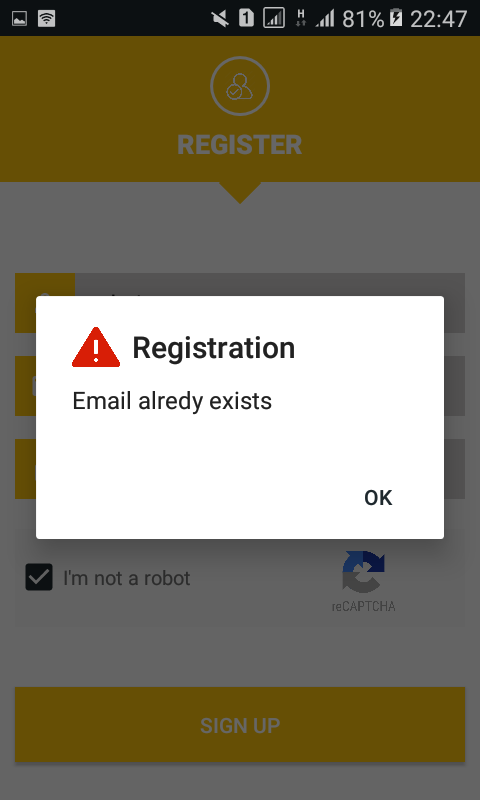 1 H 81% 22:47
REGISTER
Registration
Email alredy exists
OK
I'm not a robot
reCAPTCHA
SIGN UP